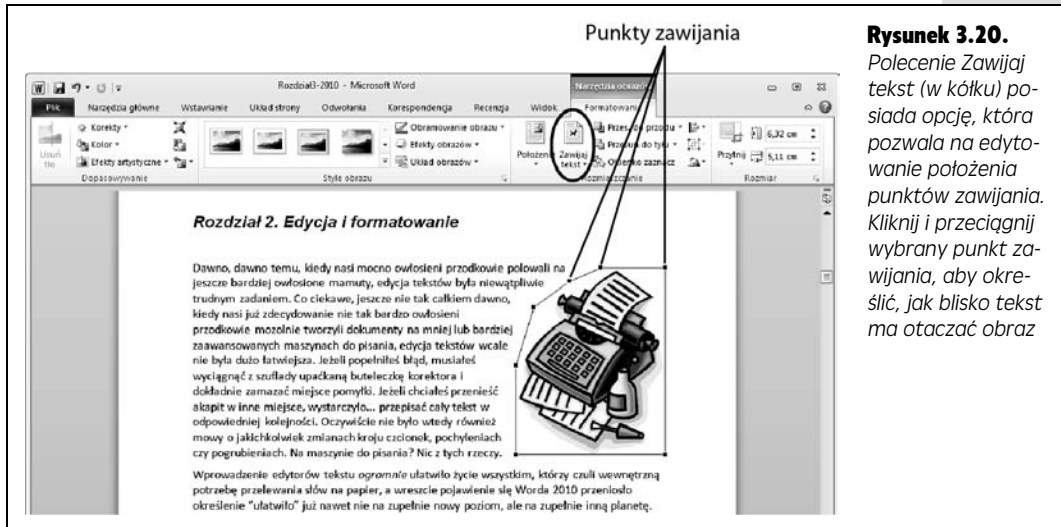 Punkty zawijania
Rysunek 3.20.
Polecenie Zawijaj
tekst (w kółku) po-
siada opcję, która
pozwala na edyto-
wanie położenia
punktów zawijania.
Kliknij i przeciągnij
wybrany punkt za-
wijania, aby okre-
ślić, jak blisko tekst
ma otaczać obraz
W Rozdział3-2010 - Microsoft Word Narzędzia obrazów
Plik Narzędzia główne Wstawianie Układ strony Odwołania Korespondencja Recenzja Widok Formatowanie
Usuń tło
Korekty
Kolor
Efekty artystyczne
Dopasowywanie
Obramowanie obrazu
Efekty obrazów
Układ obrazów
Style obrazu
Położenie
Zawijaj
tekst
Przes. do przodu
do tyłu
zaznacz
Przytnij
6,32 cm
5,11 cm
Rozmiar
Rozdział 2. Edycja i formatowanie
Dawno, dawno temu, kiedy nasi mocno owłosieni przodkowie polowali na
jeszcze bardziej owłosione mamuty, edycja tekstów była niewątpliwie
trudnym zadaniem. Co ciekawe, jeszcze nie tak całkiem dawno,
kiedy nasi już zdecydowanie nie tak bardzo owłosieni
przodkowie mozolnie tworzyli dokumenty na mniej lub bardziej
zaawansowanych maszynach do pisania, edycja tekstów wcale
nie była dużo łatwiejsza. Jeżeli popełniłeś błąd, musiałeś
wyciągnąć z szuflady upaćkaną buteleczkę korektora i
dokładnie zamazać miejsce pomyłki. Jeżeli chciałeś przenieść
akapit w inne miejsce, wystarczyło... przepisać cały tekst w
odpowiedniej kolejności. Oczywiście nie było wtedy również
mowy o jakichkolwiek zmianach kroju czcionek, pochyleniach
czy pogrubieniach. Na maszynie do pisania? Nic z tych rzeczy.
Wprowadzenie edytorów tekstu ogromnie ułatwiło życie wszystkim, którzy czuli wewnętrzną
potrzebę przelewania słów na papier, a wreszcie pojawienie się Worda 2010 przeniosło
określenie "ułatwiło" już nawet nie na zupełnie nowy poziom, ale na zupełnie inną planetę.